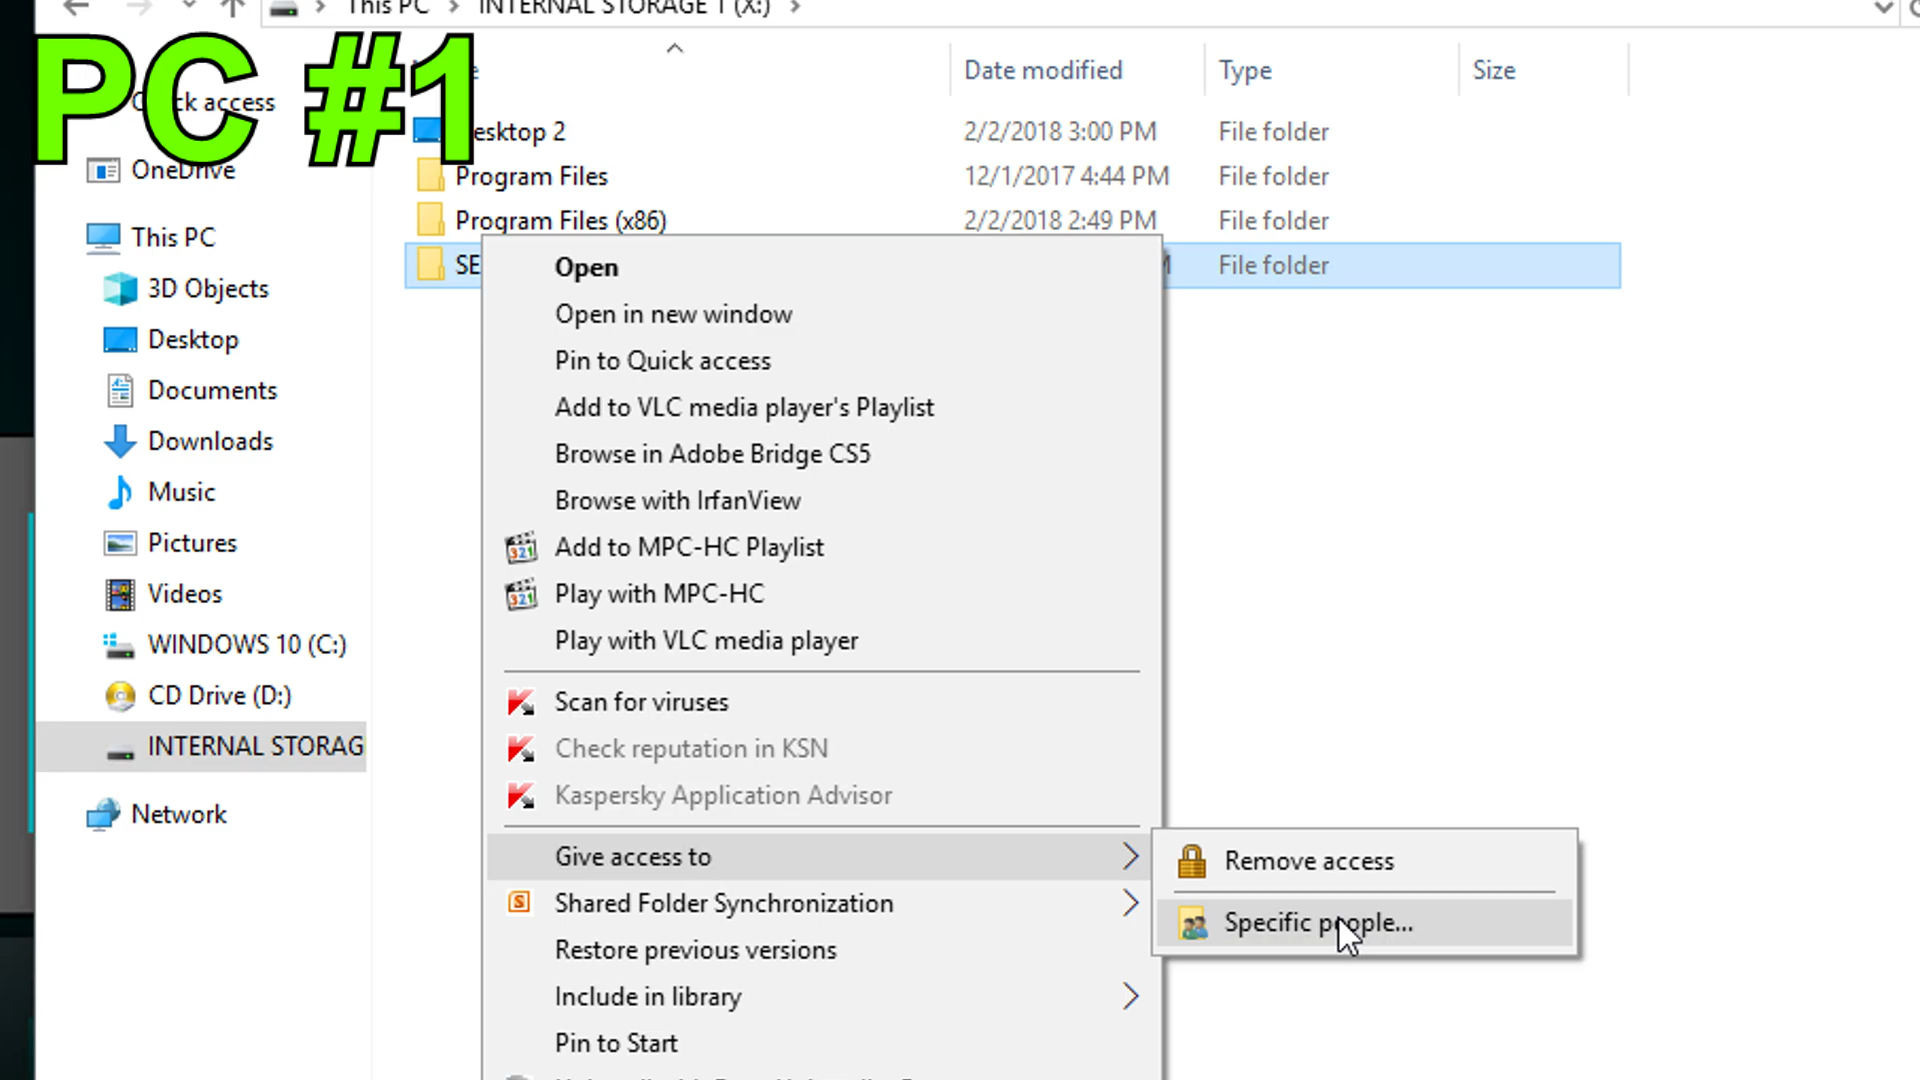 This PC > INTERNAL STORAGE 1 (X:) >
PC #1
Date modified
Type
Size
Quick access
OneDrive
This PC
3D Objects
Desktop
Documents
Downloads
Music
Pictures
Videos
WINDOWS 10 (C:)
CD Drive (D:)
INTERNAL STORAG
Network
Desktop 2 2/2/2018 3:00 PM File folder
Program Files 12/1/2017 4:44 PM File folder
Program Files (x86) 2/2/2018 2:49 PM File folder
SE File folder
Open
Open in new window
Pin to Quick access
Add to VLC media player's Playlist
Browse in Adobe Bridge CS5
Browse with IrfanView
Add to MPC-HC Playlist
Play with MPC-HC
Play with VLC media player
Scan for viruses
Check reputation in KSN
Kaspersky Application Advisor
Give access to
Shared Folder Synchronization
Restore previous versions
Include in library
Pin to Start
Remove access
Specific people...